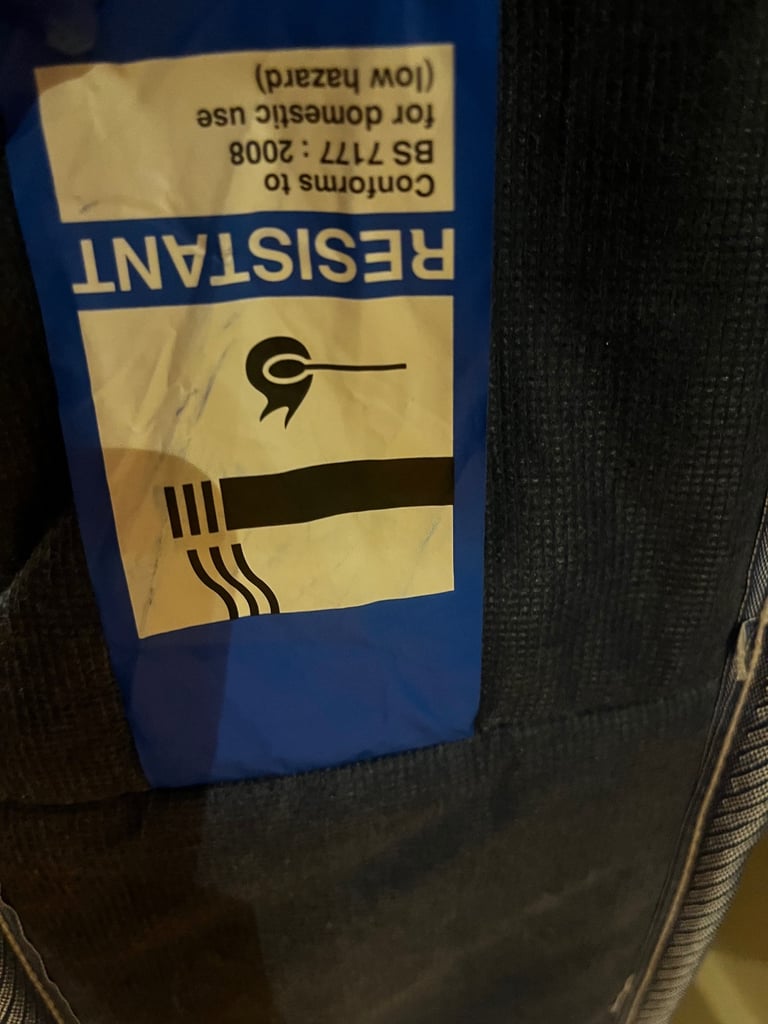 RESISTANT
Conforms to
BS 7177 : 2008
for domestic use
(low hazard)